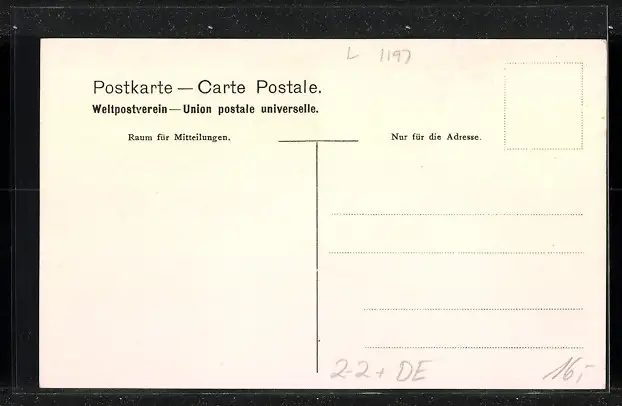 L 1197
Postkarte — Carte Postale.
Weltpostverein — Union postale universelle.
Raum für Mitteilungen.
Nur für die Adresse.
2-2+ DE
16,-